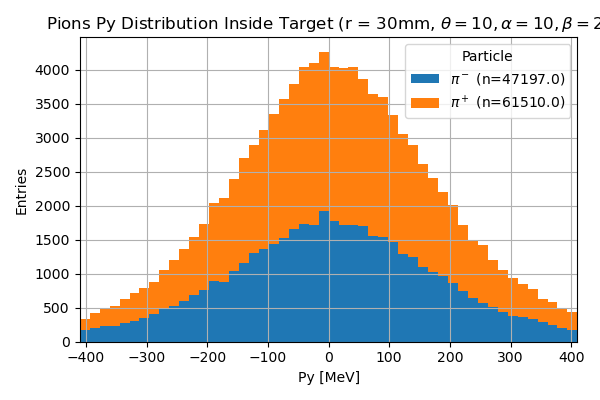 Pions Py Distribution Inside Target (r = 30mm, θ = 10, α = 10, β = 2
Particle
π⁻ (n=47197.0)
π⁺ (n=61510.0)
4000
3500
3000
2500
2000
1500
1000
500
0
Entries
−400 −300 −200 −100 0 100 200 300 400
Py [MeV]